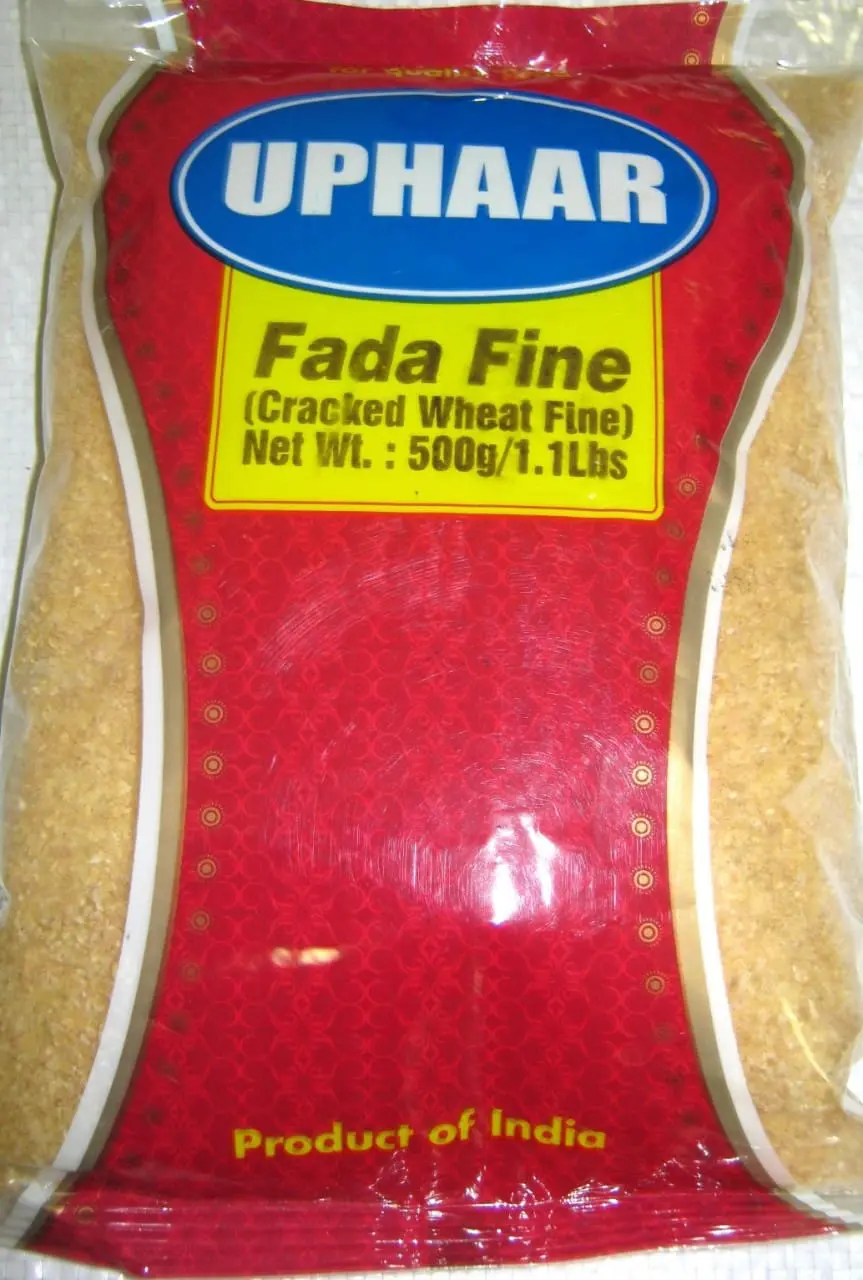 UPHAAR
Fada Fine
(Cracked Wheat Fine)
Net Wt. : 500g/1.1Lbs
Product of India